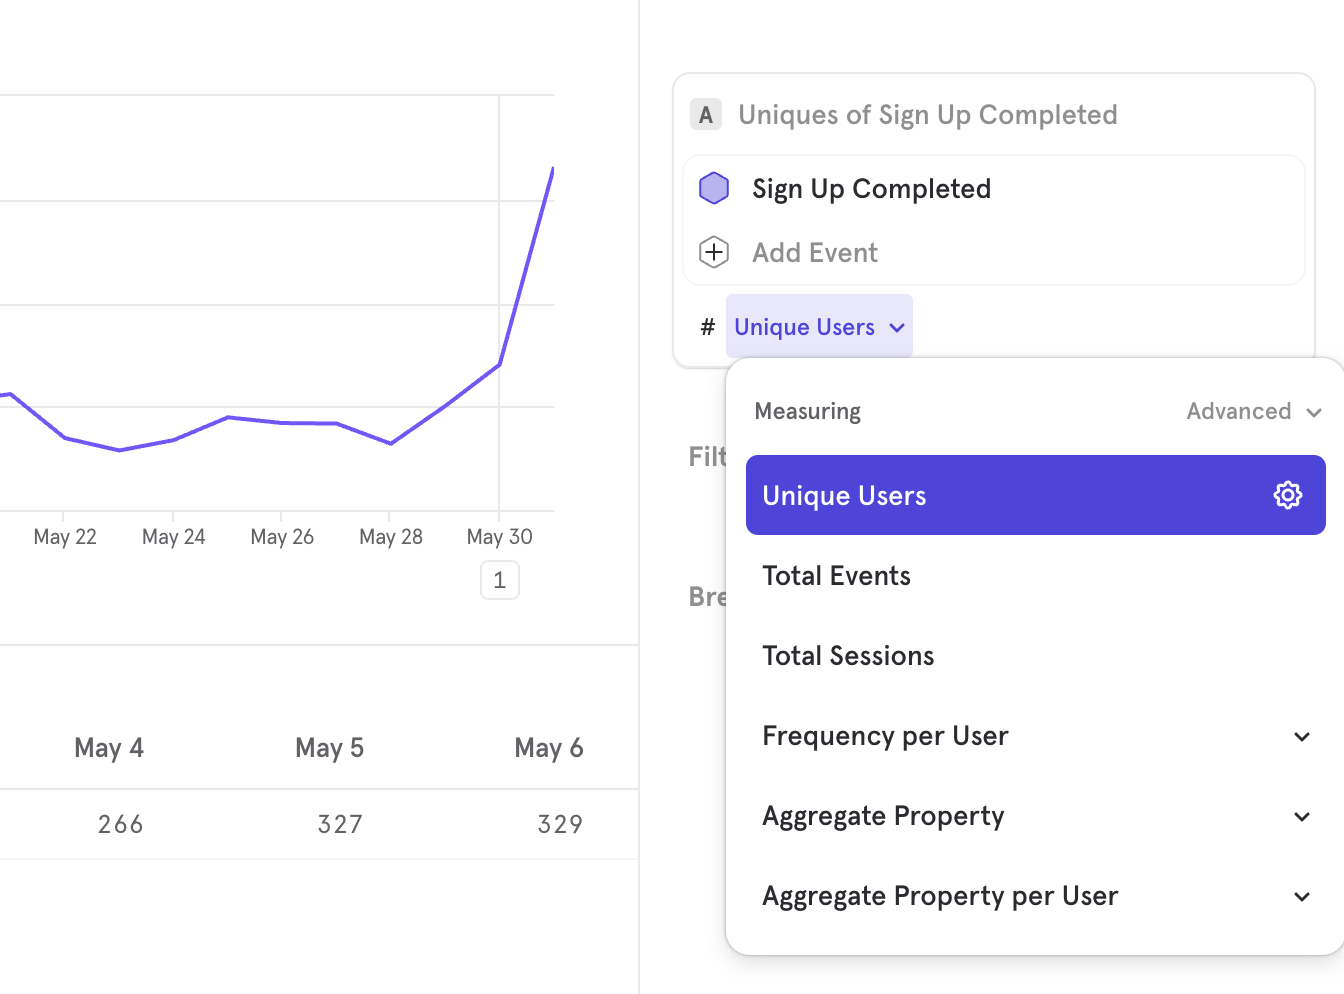 A Uniques of Sign Up Completed
Sign Up Completed
Add Event
# Unique Users
Measuring
Advanced
Filt
Unique Users
Total Events
Bre
Total Sessions
Frequency per User
Aggregate Property
Aggregate Property per User
May 22 May 24 May 26 May 28 May 30
1
May 4 May 5 May 6
266 327 329